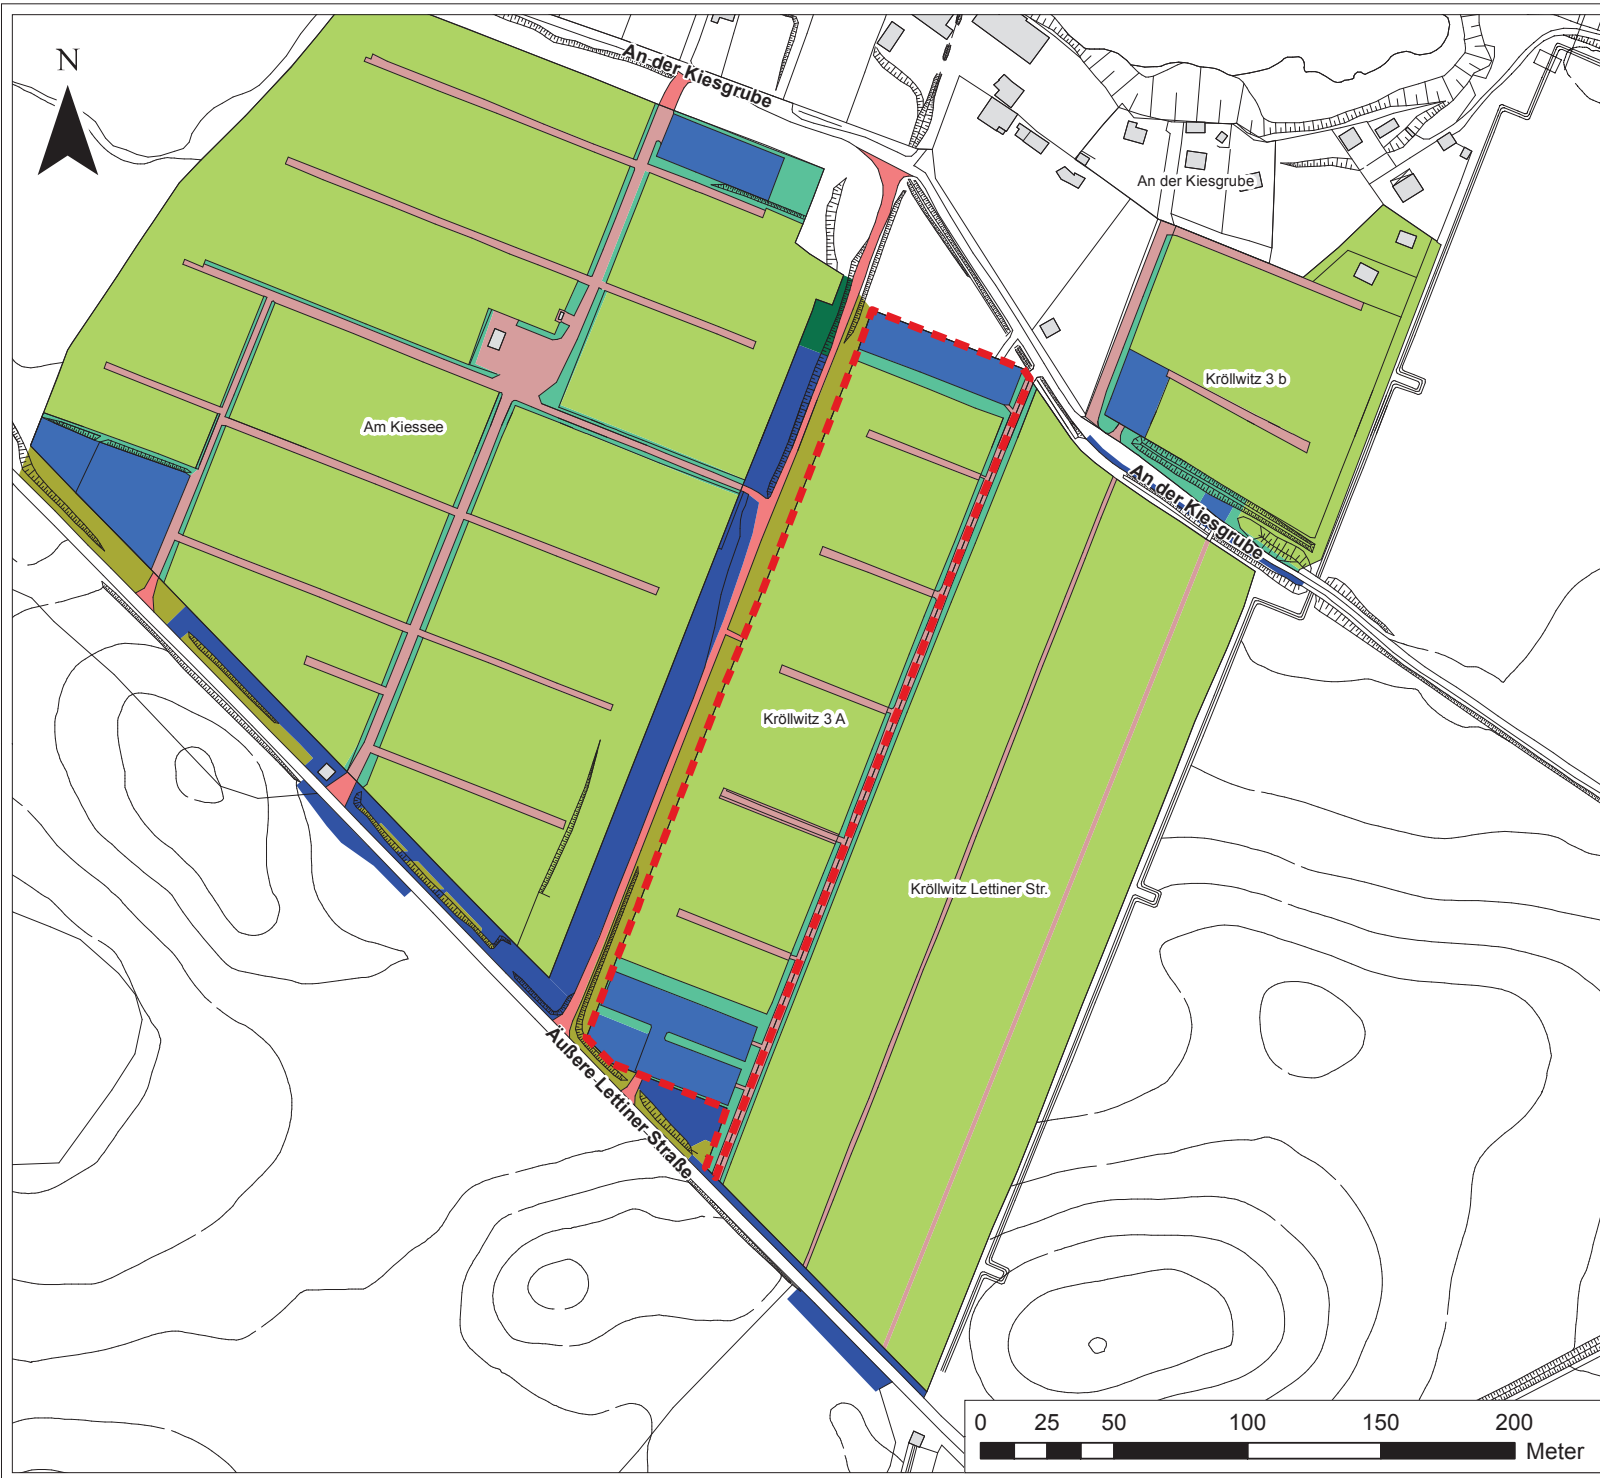 N
An der Kiesgrube
An der Kiesgrube
Kröllwitz 3 b
Am Kiessee
An der Kiesgrube
Kröllwitz 3 A
Kröllwitz Lettiner Str.
Äußere Lettiner Straße
0 25 50 100 150 200
Meter